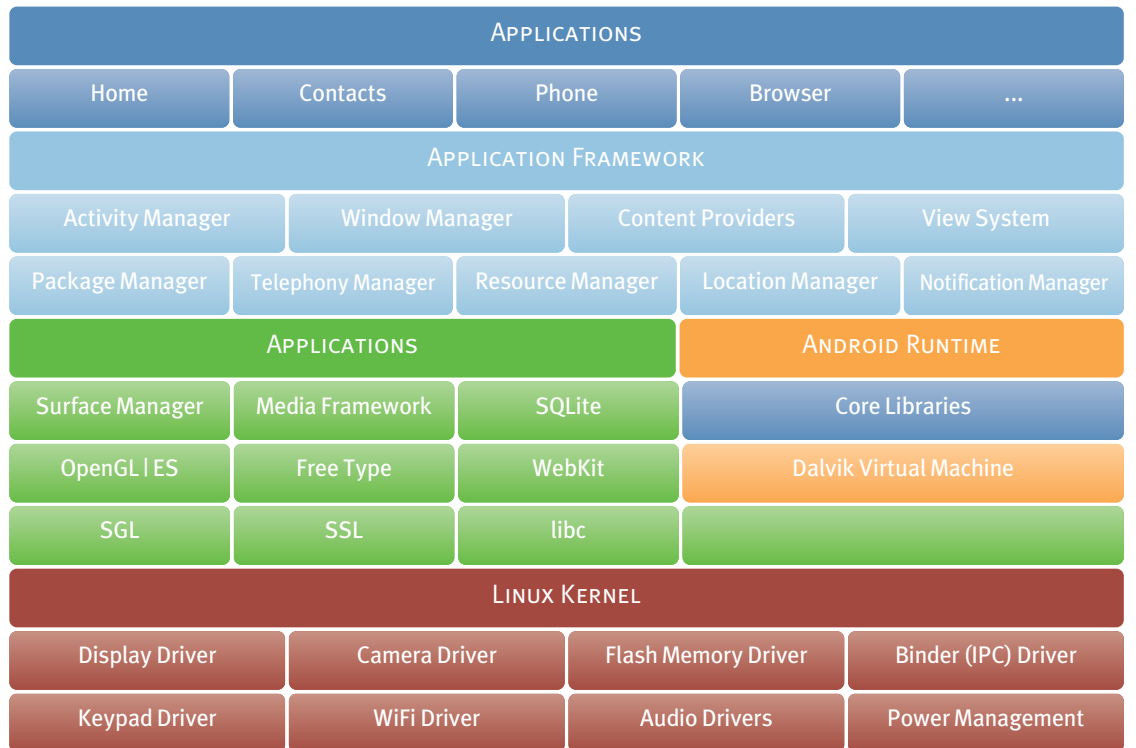 Applications
Home Contacts Phone Browser ...
Application Framework
Activity Manager Window Manager Content Providers View System
Package Manager Telephony Manager Resource Manager Location Manager Notification Manager
Applications Android Runtime
Surface Manager Media Framework SQLite Core Libraries
OpenGL | ES Free Type WebKit Dalvik Virtual Machine
SGL SSL libc
Linux Kernel
Display Driver Camera Driver Flash Memory Driver Binder (IPC) Driver
Keypad Driver WiFi Driver Audio Drivers Power Management